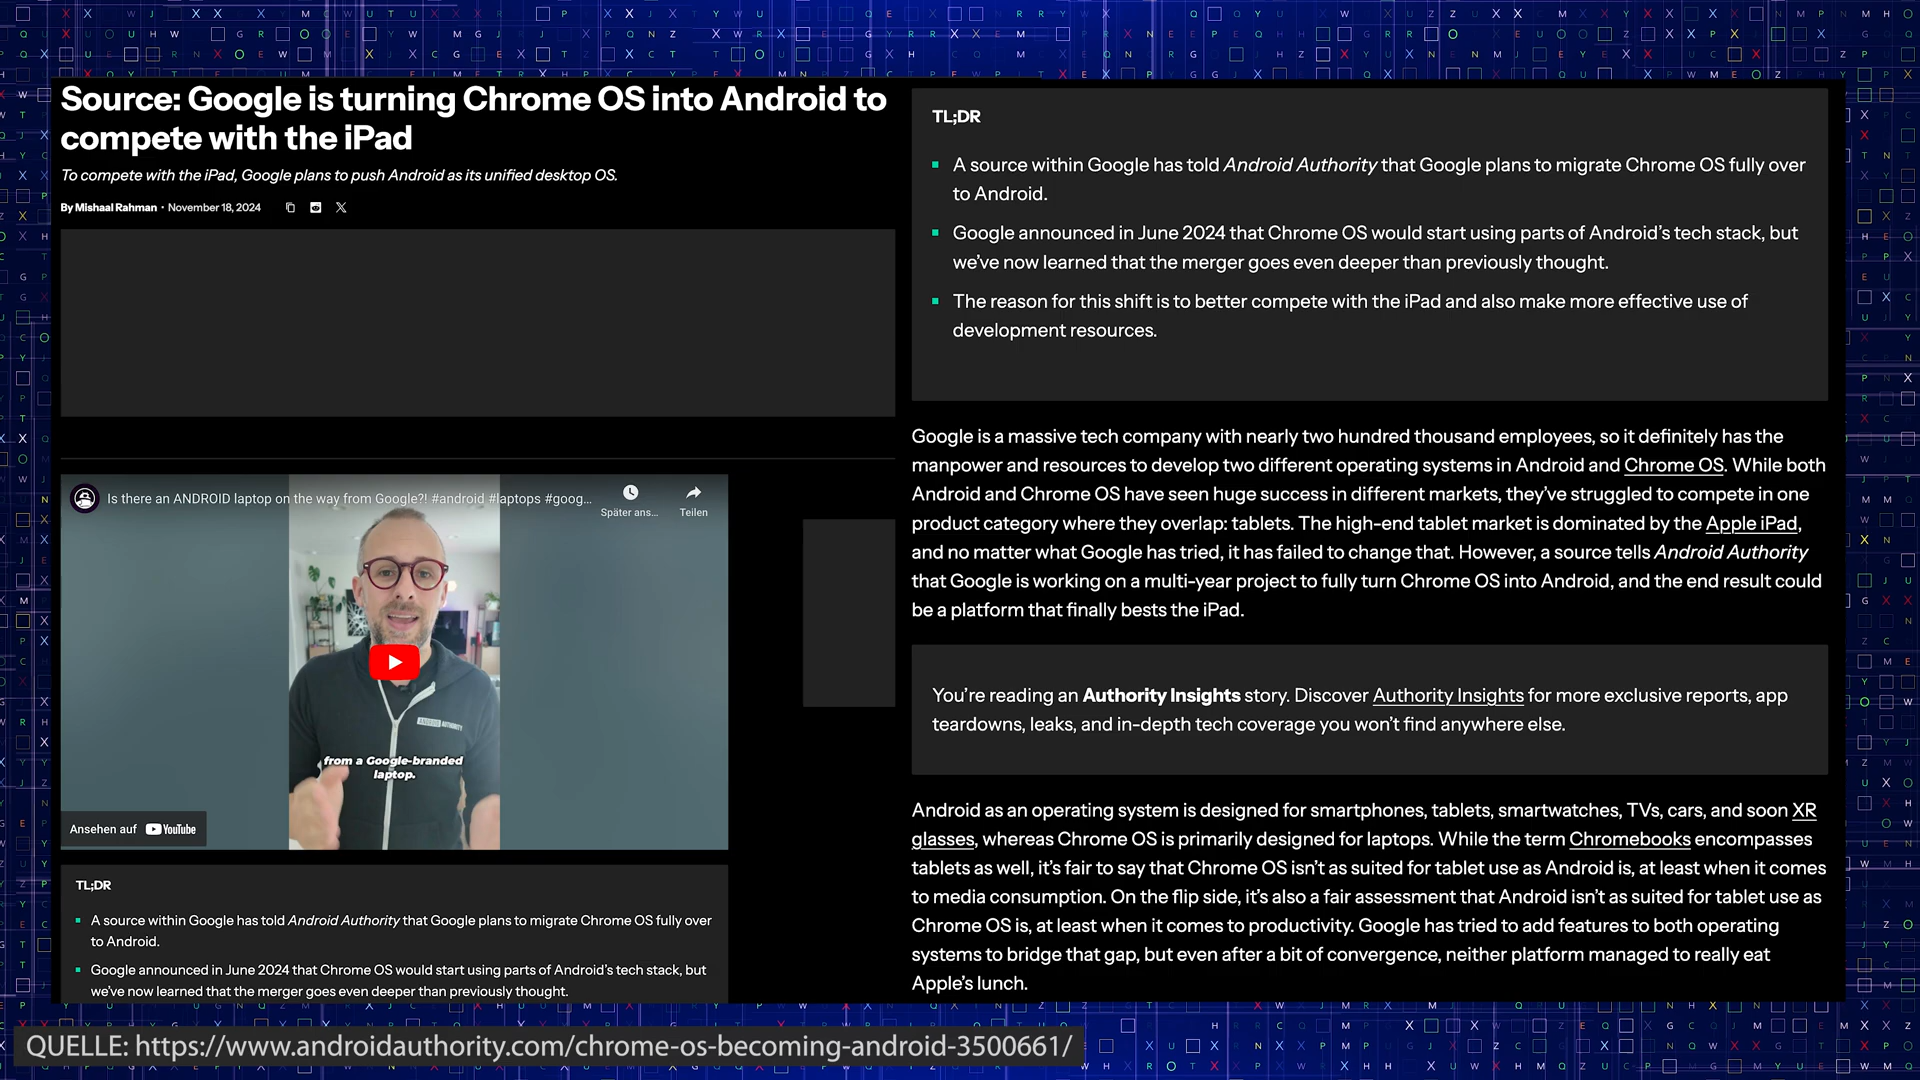 Source: Google is turning Chrome OS into Android to
compete with the iPad
To compete with the iPad, Google plans to push Android as its unified desktop OS.
By Mishaal Rahman • November 18, 2024
Is there an ANDROID laptop on the way from Google?! #android #laptops #goog...
Später ans...
Teilen
ANDROID AUTHORITY
from a Google-branded
laptop.
Ansehen auf YouTube
TL;DR
A source within Google has told Android Authority that Google plans to migrate Chrome OS fully over
to Android.
Google announced in June 2024 that Chrome OS would start using parts of Android's tech stack, but
we've now learned that the merger goes even deeper than previously thought.
TL;DR
A source within Google has told Android Authority that Google plans to migrate Chrome OS fully over
to Android.
Google announced in June 2024 that Chrome OS would start using parts of Android's tech stack, but
we've now learned that the merger goes even deeper than previously thought.
The reason for this shift is to better compete with the iPad and also make more effective use of
development resources.
Google is a massive tech company with nearly two hundred thousand employees, so it definitely has the
manpower and resources to develop two different operating systems in Android and Chrome OS. While both
Android and Chrome OS have seen huge success in different markets, they've struggled to compete in one
product category where they overlap: tablets. The high-end tablet market is dominated by the Apple iPad,
and no matter what Google has tried, it has failed to change that. However, a source tells Android Authority
that Google is working on a multi-year project to fully turn Chrome OS into Android, and the end result could
be a platform that finally bests the iPad.
You're reading an Authority Insights story. Discover Authority Insights for more exclusive reports, app
teardowns, leaks, and in-depth tech coverage you won't find anywhere else.
Android as an operating system is designed for smartphones, tablets, smartwatches, TVs, cars, and soon XR
glasses, whereas Chrome OS is primarily designed for laptops. While the term Chromebooks encompasses
tablets as well, it's fair to say that Chrome OS isn't as suited for tablet use as Android is, at least when it comes
to media consumption. On the flip side, it's also a fair assessment that Android isn't as suited for tablet use as
Chrome OS is, at least when it comes to productivity. Google has tried to add features to both operating
systems to bridge that gap, but even after a bit of convergence, neither platform managed to really eat
Apple's lunch.
QUELLE: https://www.androidauthority.com/chrome-os-becoming-android-3500661/